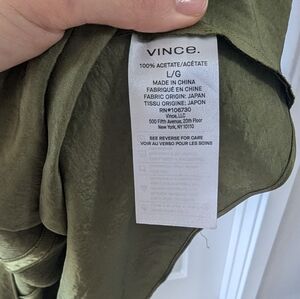 VINCE.
100% ACETATE/ACÉTATE
L/G
MADE IN CHINA
FABRIQUÉ EN CHINE
FABRIC ORIGIN: JAPAN
TISSU ORIGINE: JAPON
RN#106730
Vince, LLC
500 Fifth Avenue, 20th Floor
New York, NY 10110
SEE REVERSE FOR CARE
VOIR AU VERSO POUR LES SOINS